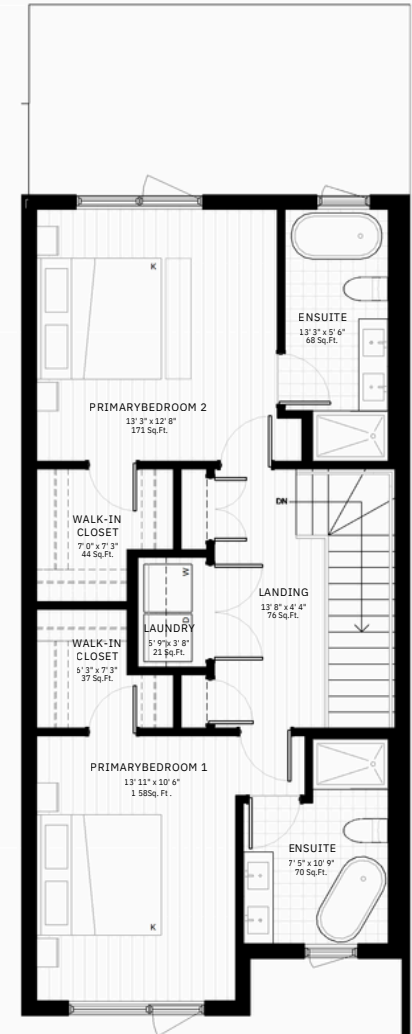 K
ENSUITE
13' 3" x 5' 6"
68 Sq.Ft.
PRIMARYBEDROOM 2
13' 3" x 12' 8"
171 Sq.Ft.
DN
WALK-IN
CLOSET
7' 0" x 7' 3"
44 Sq.Ft.
W
LANDING
13' 8" x 4' 4"
76 Sq.Ft.
D
LAUNDRY
5' 9" x 3' 8"
21 Sq.Ft.
WALK-IN
CLOSET
6' 3" x 7' 3"
37 Sq.Ft.
PRIMARYBEDROOM 1
13' 11" x 10' 6"
1 58Sq. Ft .
ENSUITE
7' 5" x 10' 9"
70 Sq.Ft.
K